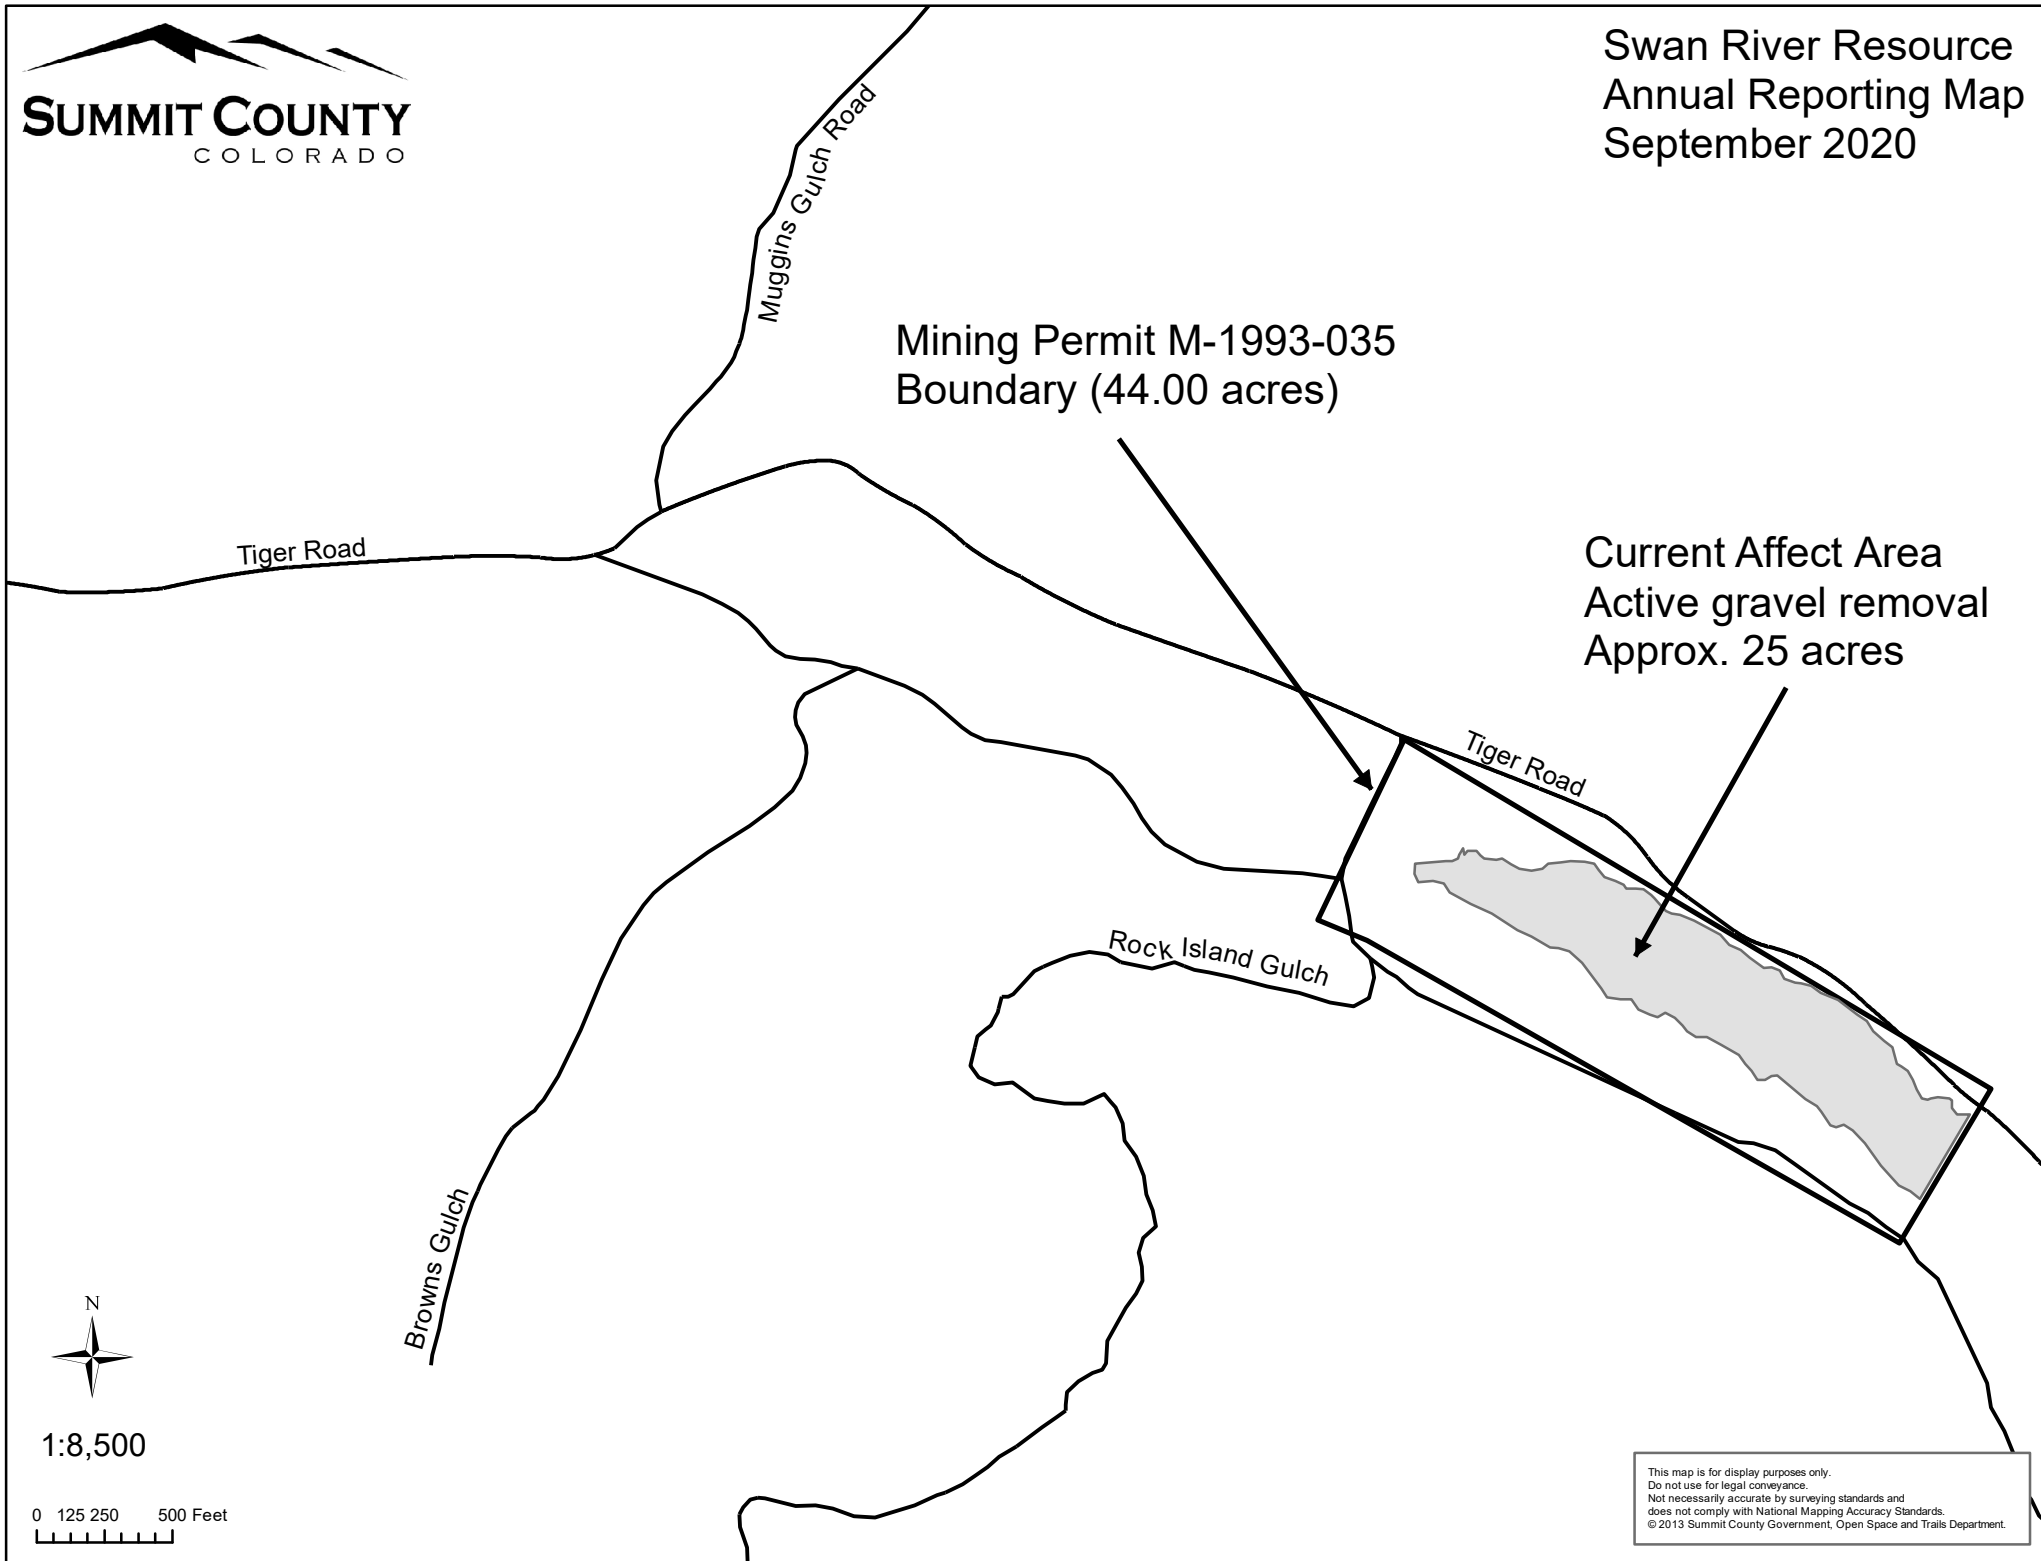 SUMMIT COUNTY
COLORADO
Swan River Resource
Annual Reporting Map
September 2020
Muggins Gulch Road
Mining Permit M-1993-035
Boundary (44.00 acres)
Tiger Road
Current Affect Area
Active gravel removal
Approx. 25 acres
Tiger Road
Rock Island Gulch
Browns Gulch
N
1:8,500
0 125 250 500 Feet
This map is for display purposes only.
Do not use for legal conveyance.
Not necessarily accurate by surveying standards and
does not comply with National Mapping Accuracy Standards.
© 2013 Summit County Government, Open Space and Trails Department.